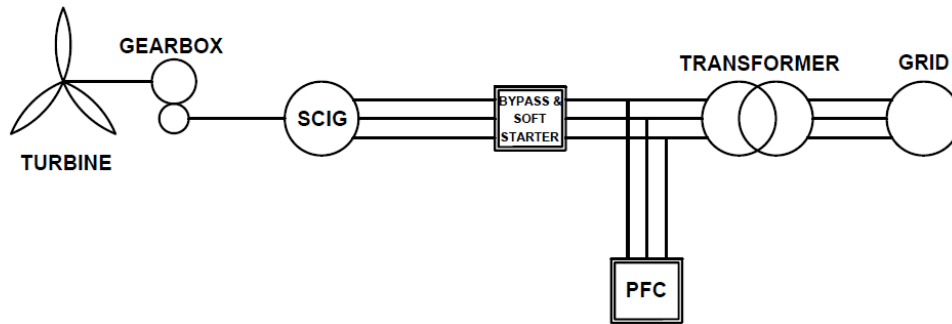 GEARBOX
TRANSFORMER
GRID
SCIG
BYPASS &
SOFT
STARTER
TURBINE
PFC